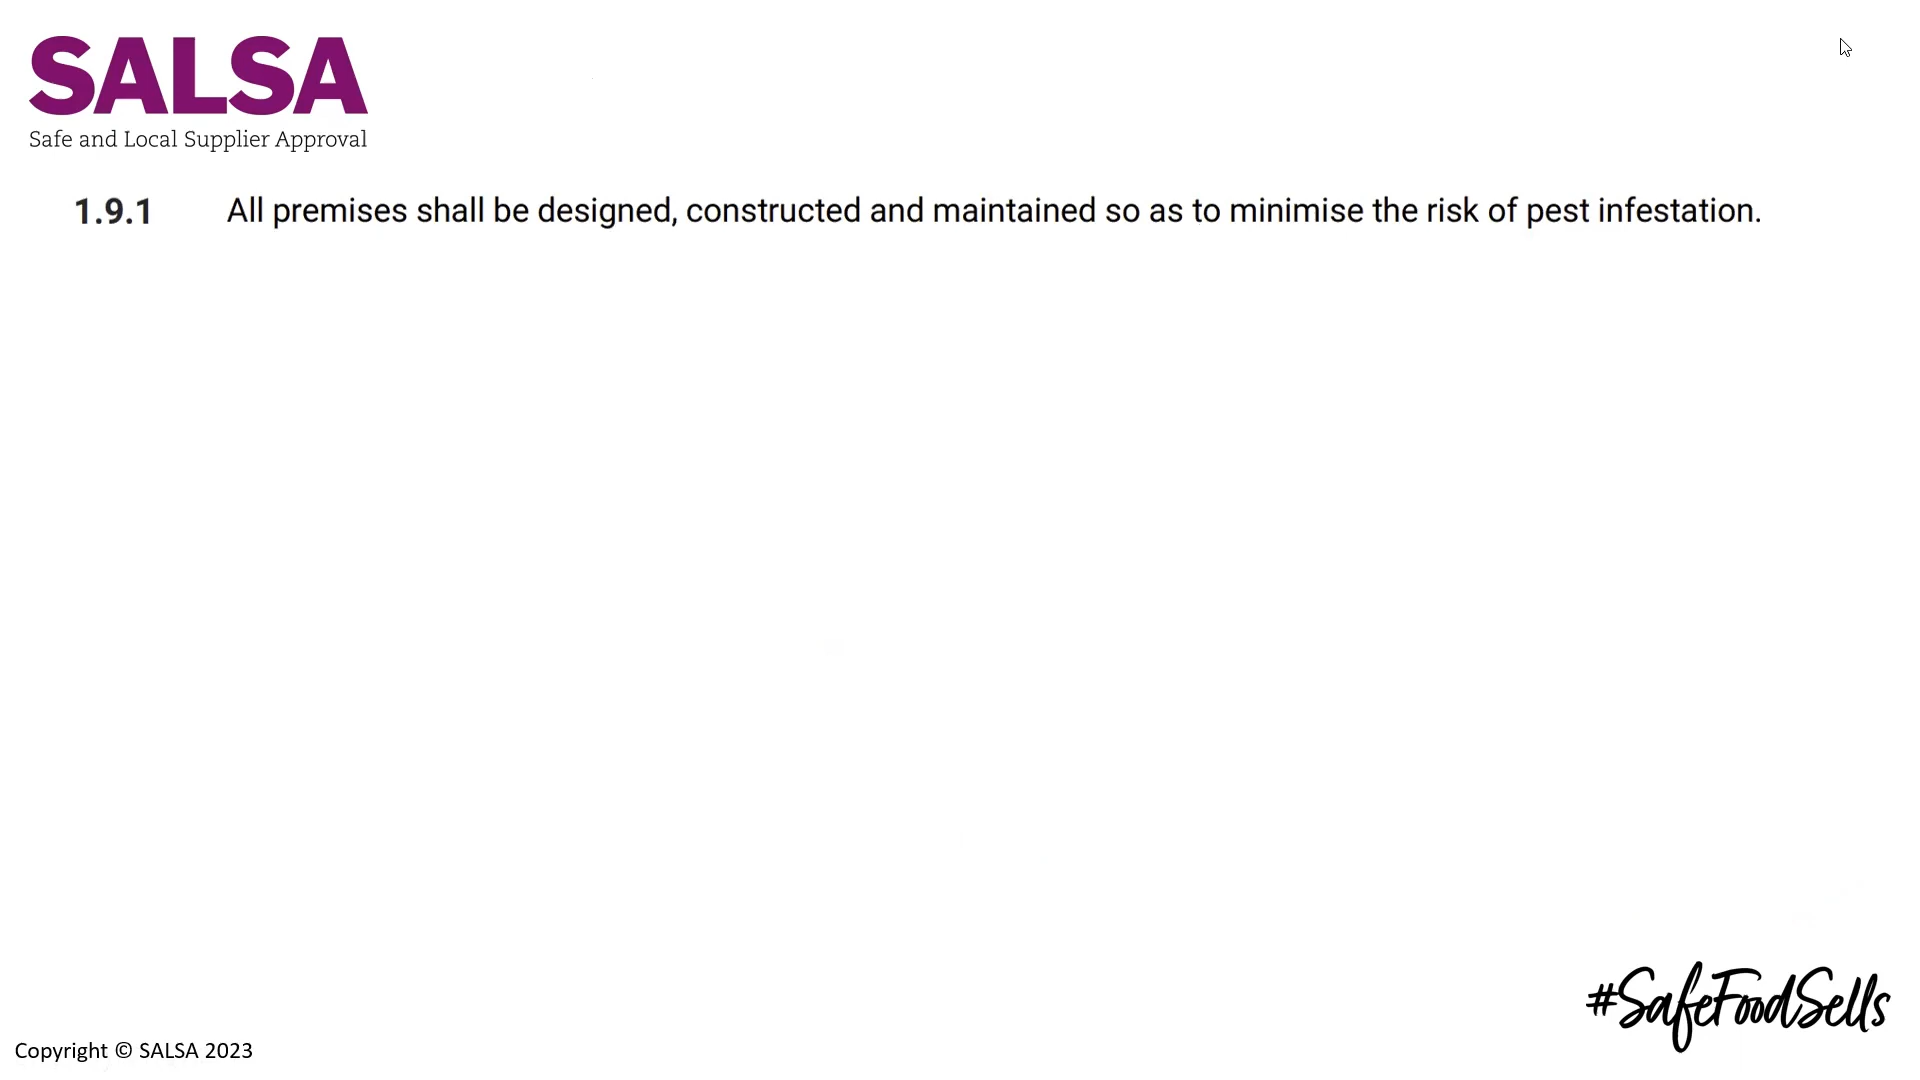 SALSA
Safe and Local Supplier Approval
1.9.1 All premises shall be designed, constructed and maintained so as to minimise the risk of pest infestation.
#SafeFoodSells
Copyright © SALSA 2023